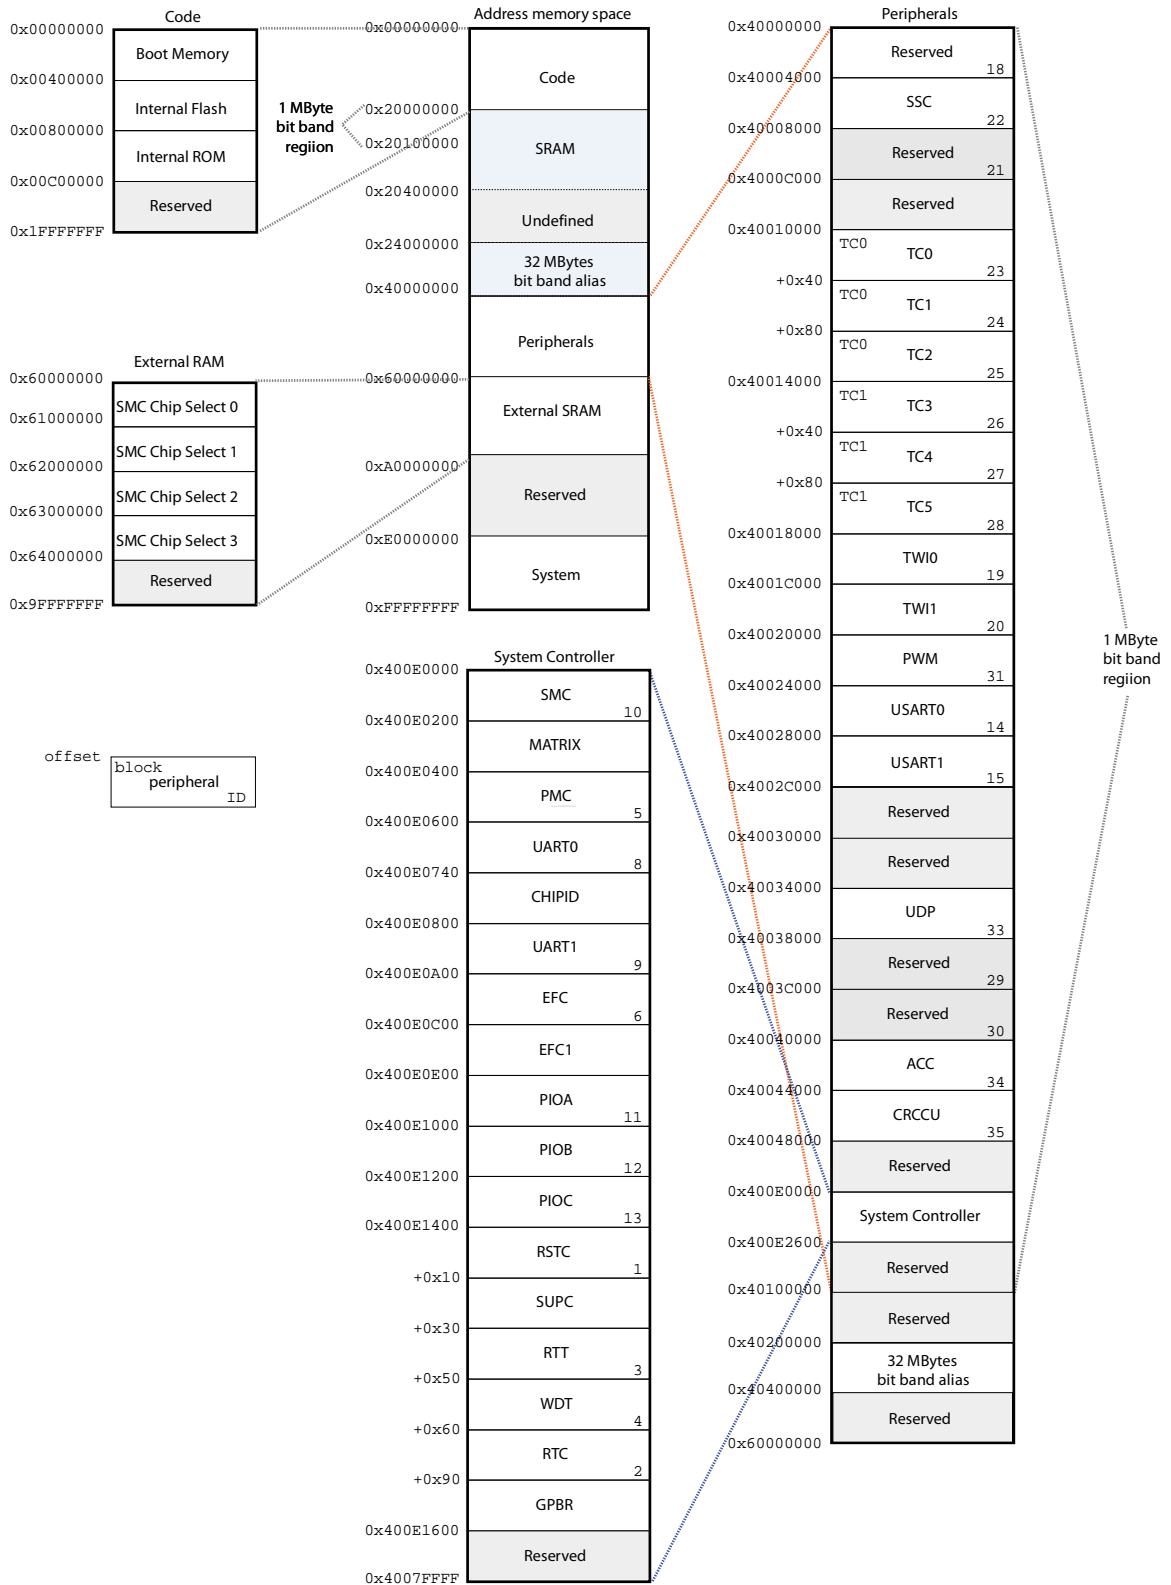 Code
0x00000000
Boot Memory
0x00400000
Internal Flash
0x00800000
Internal ROM
0x00C00000
Reserved
0x1FFFFFFF
1 MByte
bit band
regiion
External RAM
0x60000000
SMC Chip Select 0
0x61000000
SMC Chip Select 1
0x62000000
SMC Chip Select 2
0x63000000
SMC Chip Select 3
0x64000000
Reserved
0x9FFFFFFF
offset
block
peripheral
ID
Address memory space
0x00000000
Code
0x20000000
0x20100000
SRAM
0x20400000
Undefined
0x24000000
32 MBytes
bit band alias
0x40000000
Peripherals
0x60000000
External SRAM
0xA0000000
Reserved
0xE0000000
System
0xFFFFFFFF
System Controller
0x400E0000
SMC
10
0x400E0200
MATRIX
0x400E0400
PMC
5
0x400E0600
UART0
8
0x400E0740
CHIPID
0x400E0800
UART1
9
0x400E0A00
EFC
6
0x400E0C00
EFC1
0x400E0E00
PIOA
11
0x400E1000
PIOB
12
0x400E1200
PIOC
13
0x400E1400
RSTC
1
+0x10
SUPC
+0x30
RTT
3
+0x50
WDT
4
+0x60
RTC
2
+0x90
GPBR
0x400E1600
Reserved
0x4007FFFF
Peripherals
0x40000000
Reserved
18
0x40004000
SSC
22
0x40008000
Reserved
21
0x4000C000
Reserved
0x40010000
TC0
TC0
23
+0x40
TC0
TC1
24
+0x80
TC0
TC2
25
0x40014000
TC1
TC3
26
+0x40
TC1
TC4
27
+0x80
TC1
TC5
28
0x40018000
TWI0
19
0x4001C000
TWI1
20
0x40020000
PWM
31
0x40024000
USART0
14
0x40028000
USART1
15
0x4002C000
Reserved
0x40030000
Reserved
0x40034000
UDP
33
0x40038000
Reserved
29
0x4003C000
Reserved
30
0x40040000
ACC
34
0x40044000
CRCCU
35
0x40048000
Reserved
0x400E0000
System Controller
0x400E2600
Reserved
0x40100000
Reserved
0x40200000
32 MBytes
bit band alias
0x40400000
Reserved
0x60000000
1 MByte
bit band
regiion